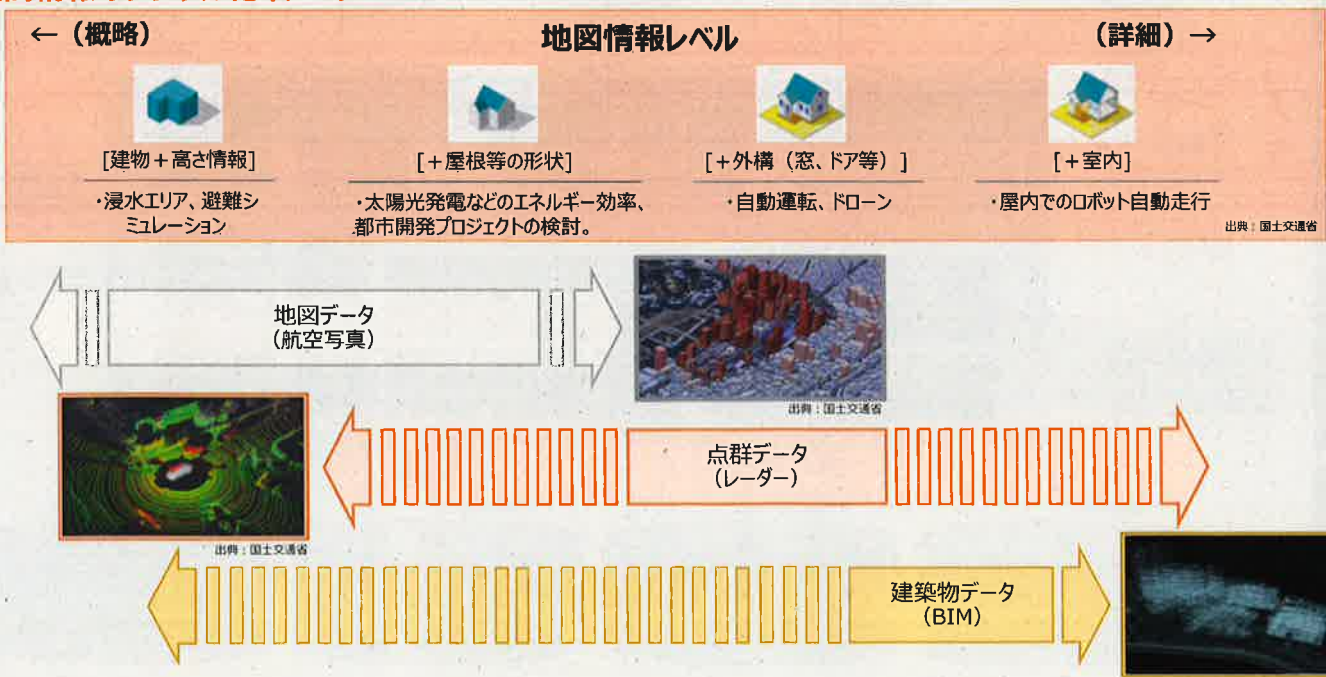 ←（概略）
地図情報レベル
（詳細）→
[建物＋高さ情報]
・浸水エリア、避難シ
ミュレーション
[＋屋根等の形状]
・太陽光発電などのエネルギー効率、
都市開発プロジェクトの検討。
[＋外構（窓、ドア等）]
・自動運転、ドローン
[＋室内]
・屋内でのロボット自動走行
出典：国土交通省
地図データ
(航空写真)
出典：国土交通省
点群データ
(レーダー)
出典：国土交通省
建築物データ
(BIM)